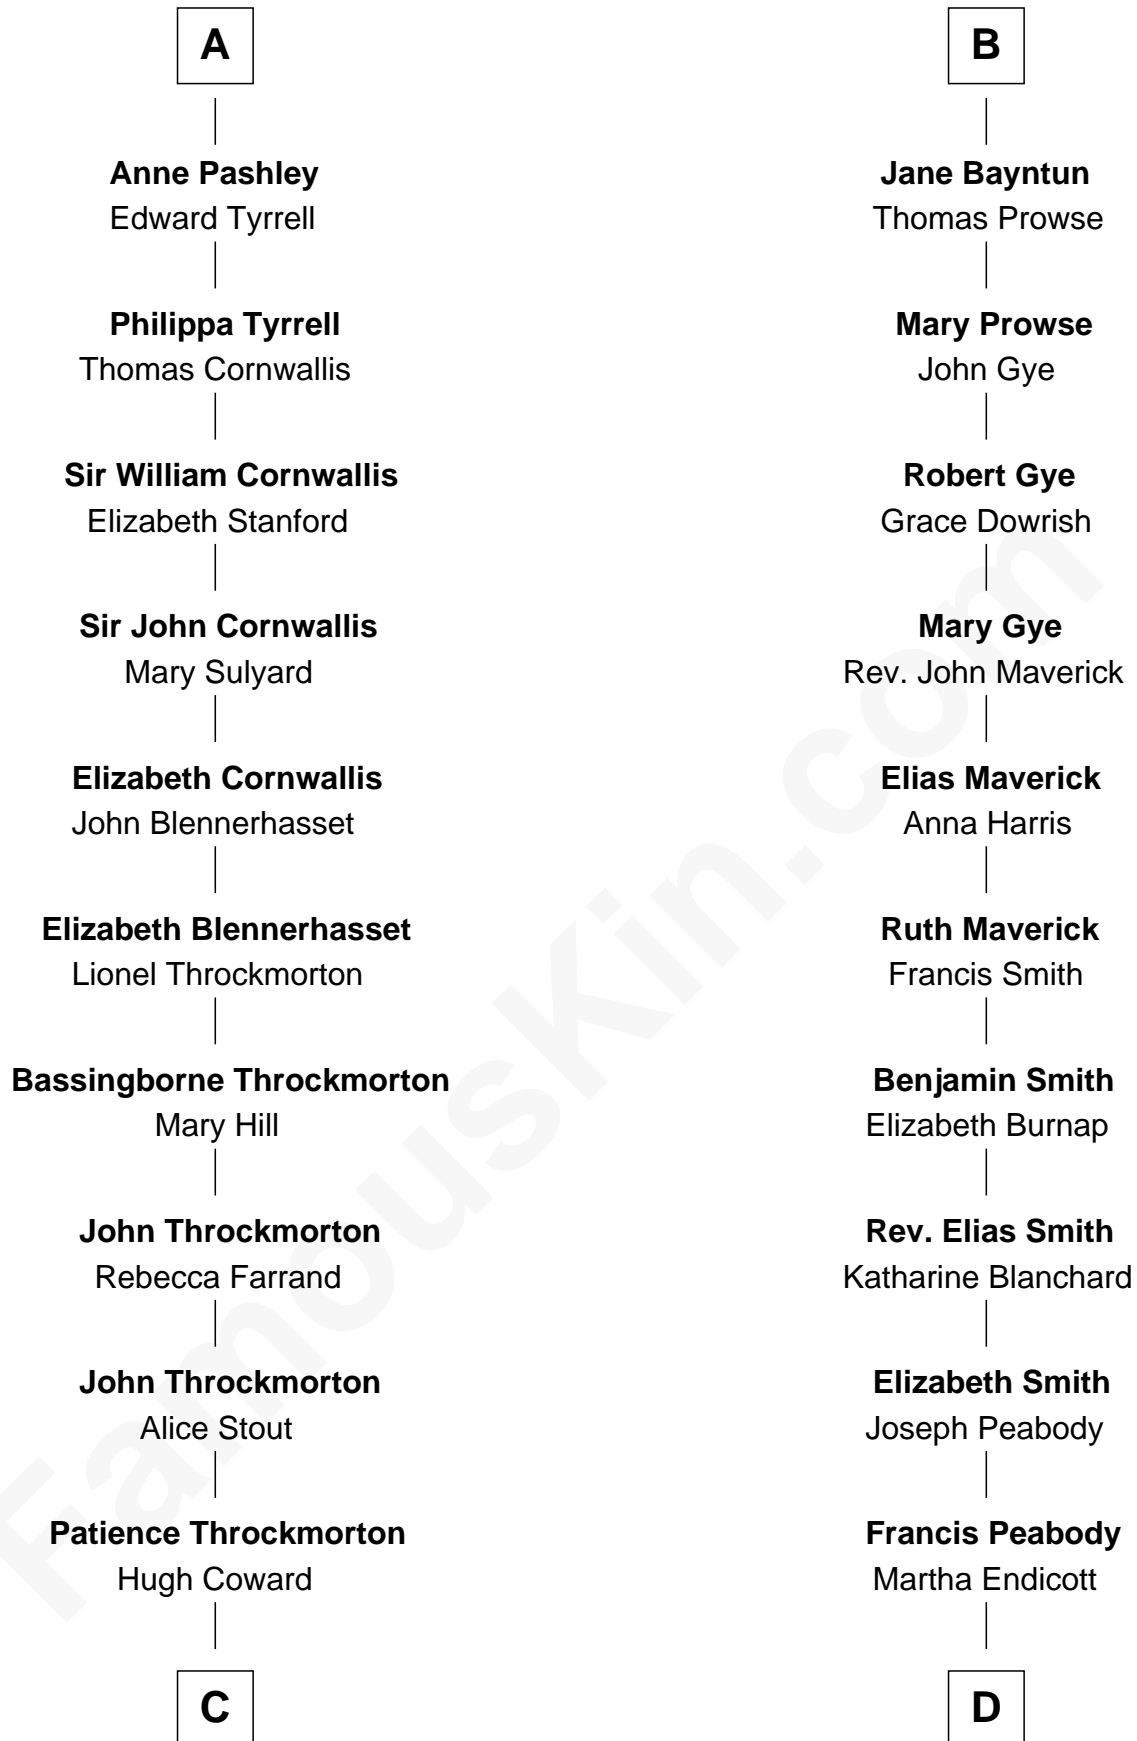 A
Anne Pashley
Edward Tyrrell
Philippa Tyrrell
Thomas Cornwallis
Sir William Cornwallis
Elizabeth Stanford
Sir John Cornwallis
Mary Sulyard
Elizabeth Cornwallis
John Blennerhasset
Elizabeth Blennerhasset
Lionel Throckmorton
Bassingborne Throckmorton
Mary Hill
John Throckmorton
Rebecca Farrand
John Throckmorton
Alice Stout
Patience Throckmorton
Hugh Coward
C
B
Jane Bayntun
Thomas Prowse
Mary Prowse
John Gye
Robert Gye
Grace Dowrish
Mary Gye
Rev. John Maverick
Elias Maverick
Anna Harris
Ruth Maverick
Francis Smith
Benjamin Smith
Elizabeth Burnap
Rev. Elias Smith
Katharine Blanchard
Elizabeth Smith
Joseph Peabody
Francis Peabody
Martha Endicott
D
FamousKin.com